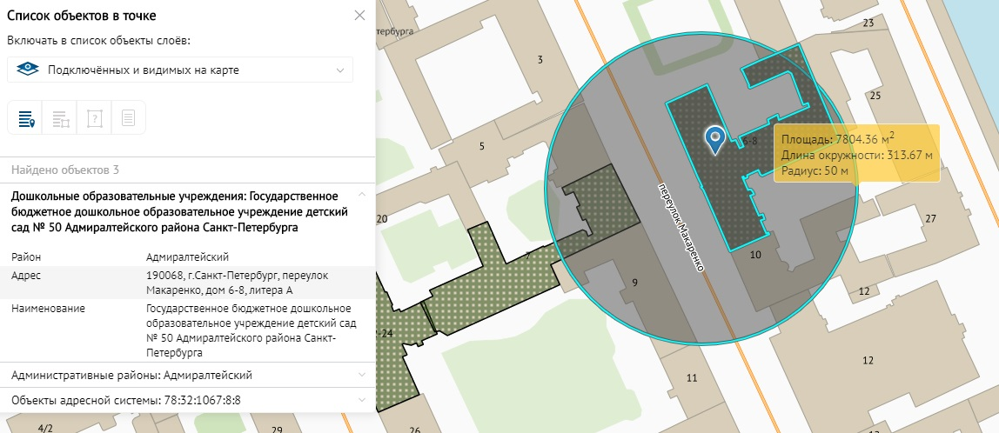 Список объектов в точке
Включать в список объекты слоёв:
Подключённых и видимых на карте
Найдено объектов 3
Дошкольные образовательные учреждения: Государственное
бюджетное дошкольное образовательное учреждение детский
сад № 50 Адмиралтейского района Санкт-Петербурга
Район Адмиралтейский
Адрес 190068, г.Санкт-Петербург, переулок
Макаренко, дом 6-8, литера А
Наименование Государственное бюджетное дошкольное
образовательное учреждение детский сад
№ 50 Адмиралтейского района Санкт-
Петербурга
Административные районы: Адмиралтейский
Объекты адресной системы: 78:32:1067:8:8
тербурга
3
23
25
5
6-8
Площадь: 7804.36 м²
Длина окружности: 313.67 м
Радиус: 50 м
переулок Макаренко
20
27
7
10
9
12
-24
12
11
4/2
29
26
12
13